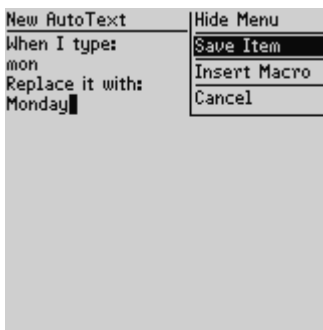 New AutoText
When I type:
mon
Replace it with:
Monday
Hide Menu
Save Item
Insert Macro
Cancel